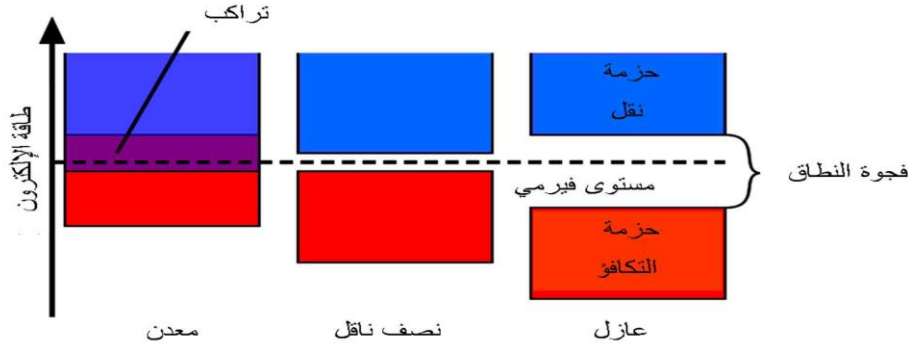 تراكب
طاقة الإلكترون
حزمة
نقل
مستوى فيرمي
فجوة النطاق
حزمة
التكافؤ
معدن
نصف ناقل
عازل